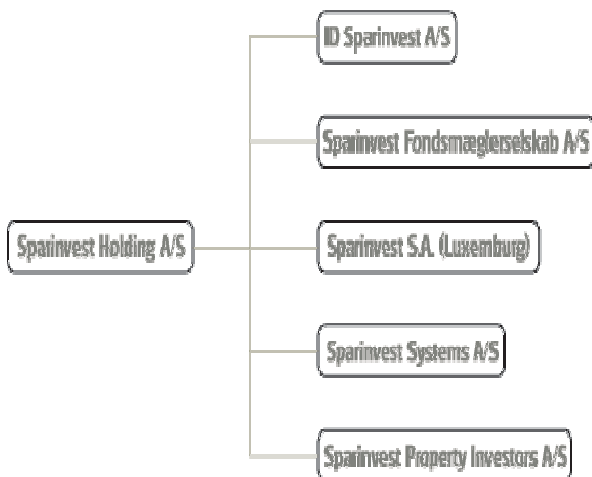 ID Sparinvest A/S
Sparinvest Fondsmæglerselskab A/S
Sparinvest Holding A/S
Sparinvest S.A. (Luxemburg)
Sparinvest Systems A/S
Sparinvest Property Investors A/S